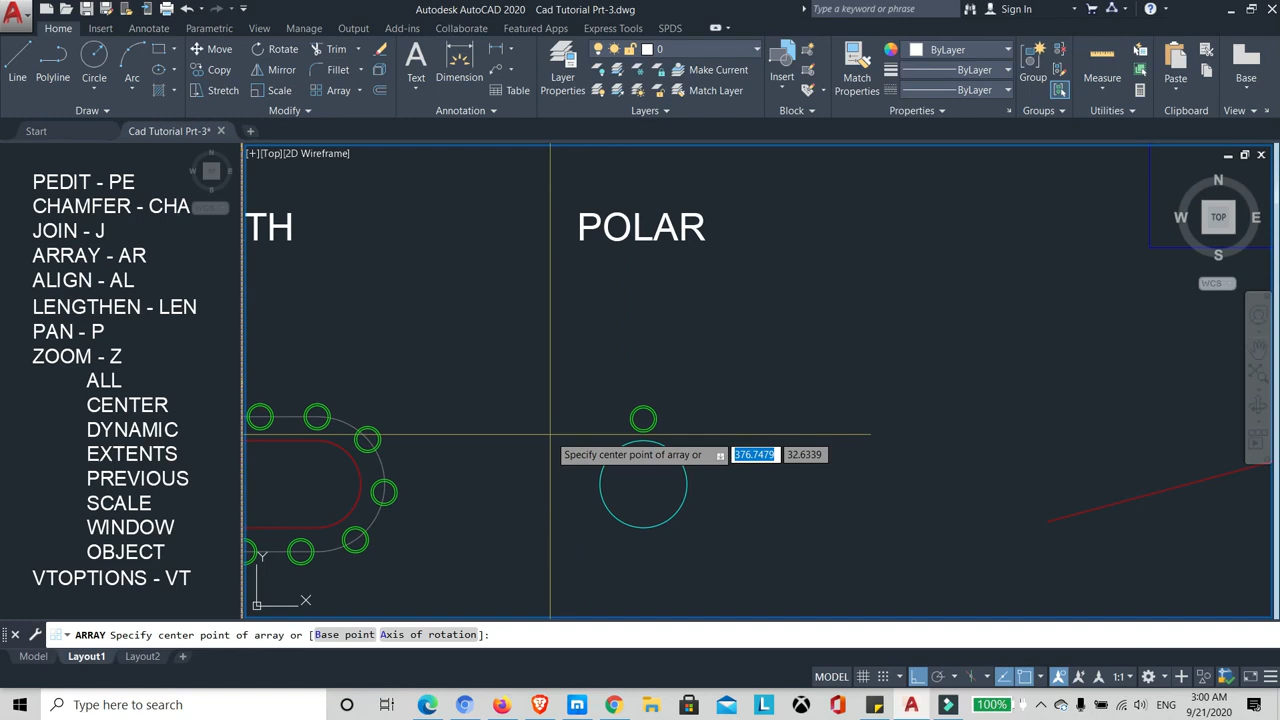 Autodesk AutoCAD 2020 Cad Tutorial Prt-3.dwg
Type a keyword or phrase
Sign In
Home Insert Annotate Parametric View Manage Output Add-ins Collaborate Express Tools Featured Apps SPDS
Line Polyline Circle Arc
Move Rotate Trim
Copy Mirror Fillet
Stretch Scale Array
Text Dimension Table
Layer Properties
0
Make Current
Match Layer
Insert
Match Properties
ByLayer
ByLayer
ByLayer
Group
Measure
Paste
Base
Draw Modify Annotation Layers Block Properties Groups Utilities Clipboard View
Start Cad Tutorial Prt-3*
[+][Top][2D Wireframe]
PEDIT - PE
CHAMFER - CHA
JOIN - J
ARRAY - AR
ALIGN - AL
LENGTHEN - LEN
PAN - P
ZOOM - Z
ALL
CENTER
DYNAMIC
EXTENTS
PREVIOUS
SCALE
WINDOW
OBJECT
VTOPTIONS - VT
TH
POLAR
N
W TOP E
S
WCS
Specify center point of array or 376.7479 32.6339
Y
X
ARRAY Specify center point of array or [Base point Axis of rotation]:
Model Layout1 Layout2
MODEL 1:1
Type here to search
100%
ENG
3:00 AM
9/21/2020